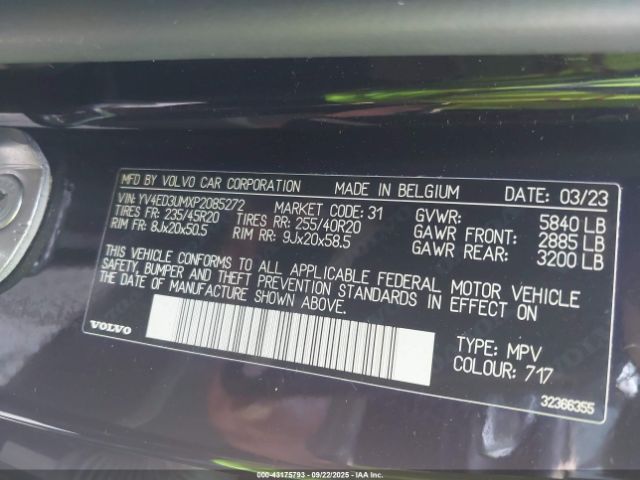 MFD BY VOLVO CAR CORPORATION MADE IN BELGIUM DATE: 03/23
VIN: YV4ED3UMXP2085272 MARKET CODE: 31 GVWR: 5840 LB
TIRES FR: 235/45R20 TIRES RR: 255/40R20 GAWR FRONT: 2885 LB
RIM FR: 8Jx20x50.5 RIM RR: 9Jx20x58.5 GAWR REAR: 3200 LB
THIS VEHICLE CONFORMS TO ALL APPLICABLE FEDERAL MOTOR VEHICLE
SAFETY, BUMPER AND THEFT PREVENTION STANDARDS IN EFFECT ON
THE DATE OF MANUFACTURE SHOWN ABOVE.
VOLVO
TYPE: MPV
COLOUR: 717
32366355
000-43175793 - 09/22/2025 - IAA Inc.